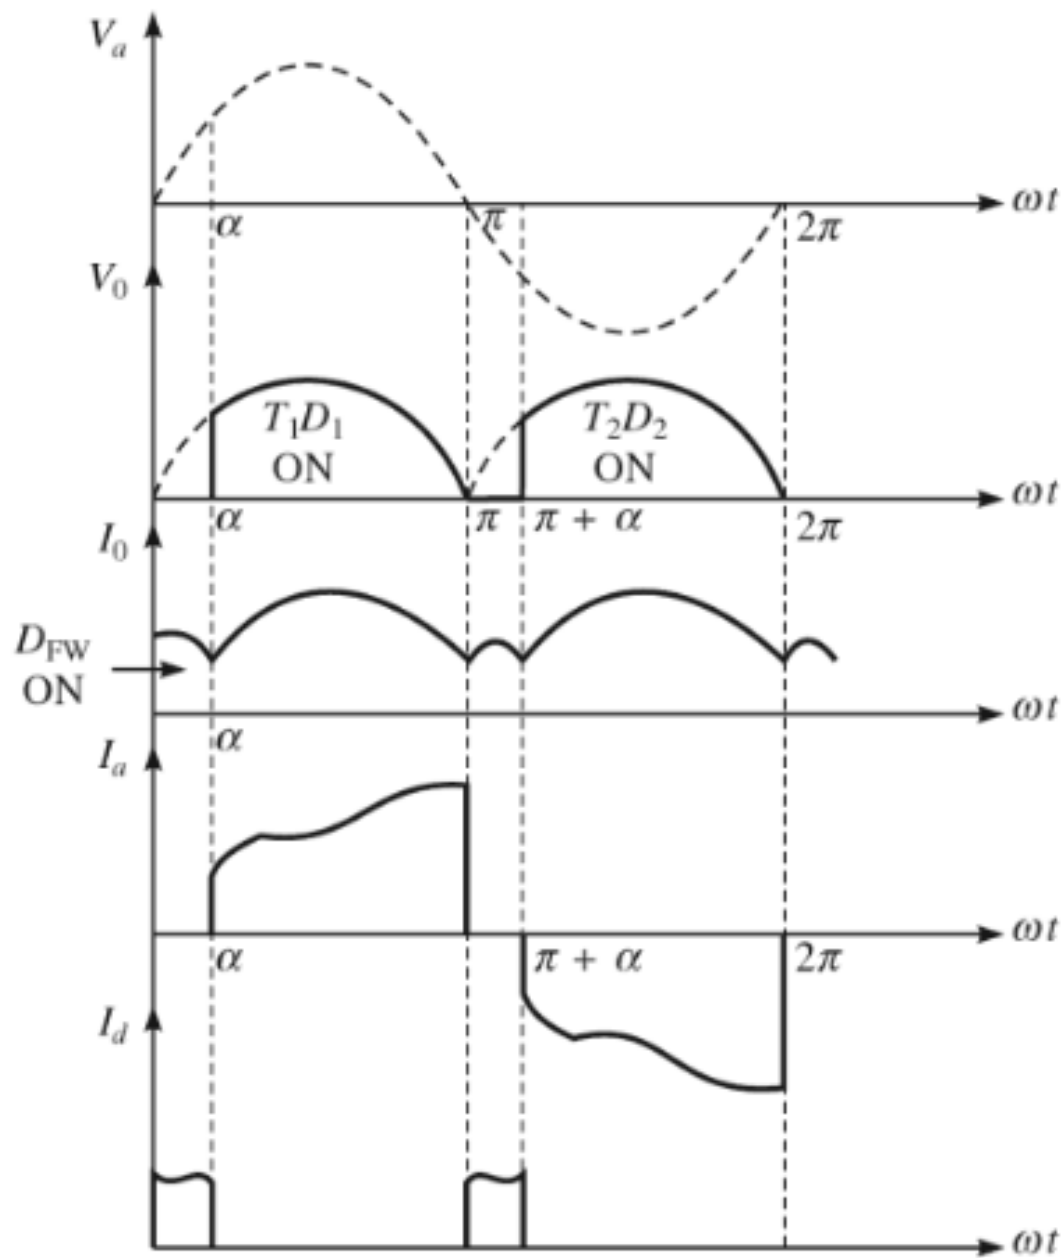 V_a
ωt
α
π
2π
V_0
T_1D_1
ON
T_2D_2
ON
ωt
α
π
π + α
2π
I_0
D_FW
ON
ωt
α
I_a
ωt
α
π + α
2π
I_d
ωt